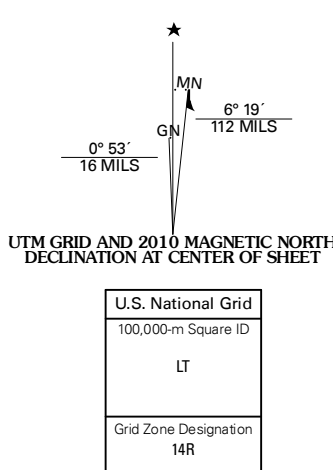 MN
GN
6° 19´
112 MILS
0° 53´
16 MILS
UTM GRID AND 2010 MAGNETIC NORTH
DECLINATION AT CENTER OF SHEET
U.S. National Grid
100,000-m Square ID
LT
Grid Zone Designation
14R